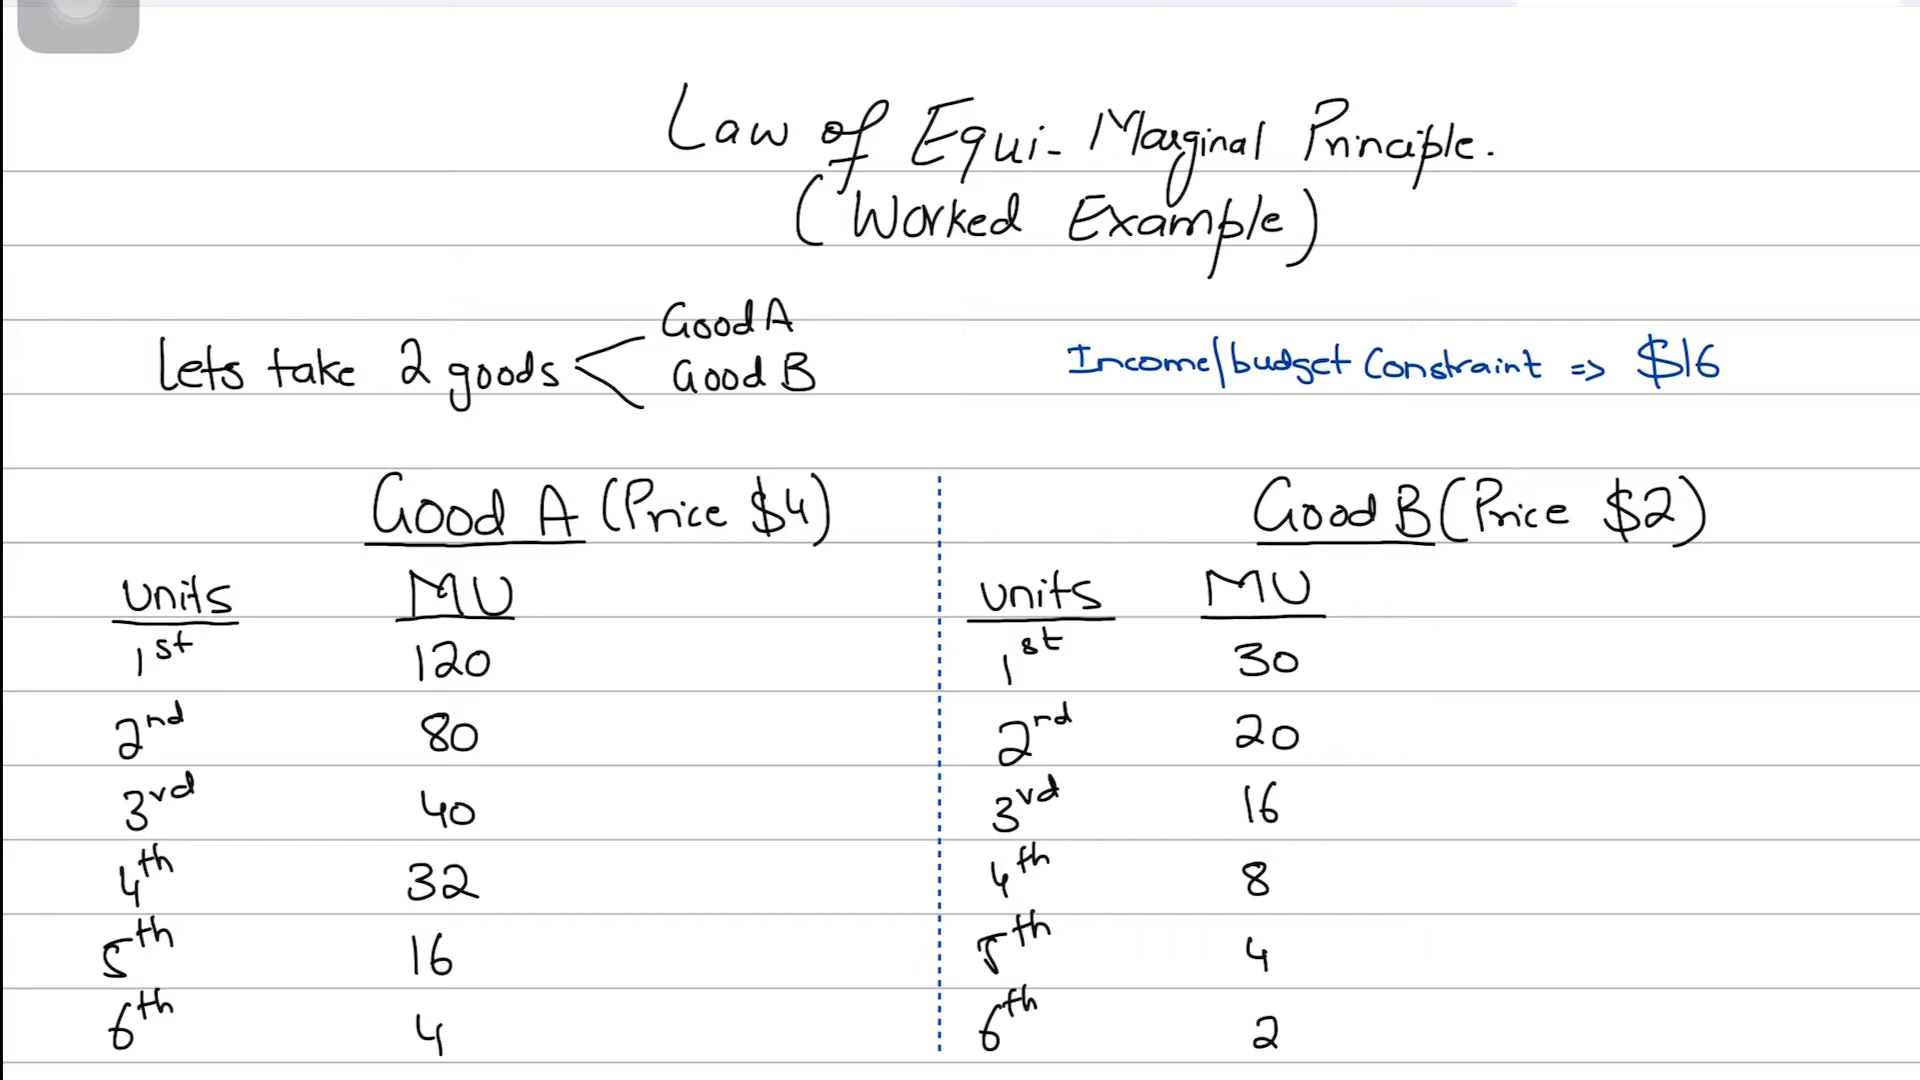 Law of Equi-Marginal Principle.
(Worked Example)
Lets take 2 goods
Good A
Good B
Income/budget Constraint => $16
Good A (Price $4)
Units MU
1st 120
2nd 80
3rd 40
4th 32
5th 16
6th 4
Good B (Price $2)
Units MU
1st 30
2nd 20
3rd 16
4th 8
5th 4
6th 2